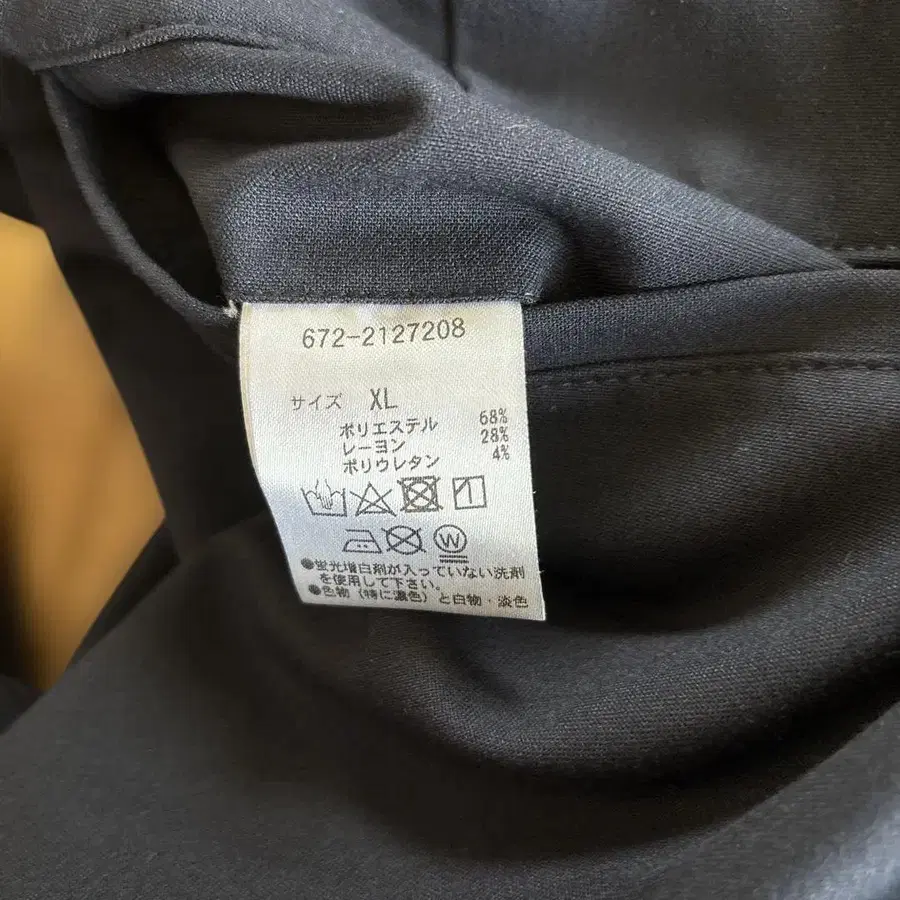 672-2127208
サイズ XL
ポリエステル 68%
レーヨン 28%
ポリウレタン 4%
W
●蛍光増白剤が入っていない洗剤
を使用して下さい。
●色物（特に濃色）と白物・淡色